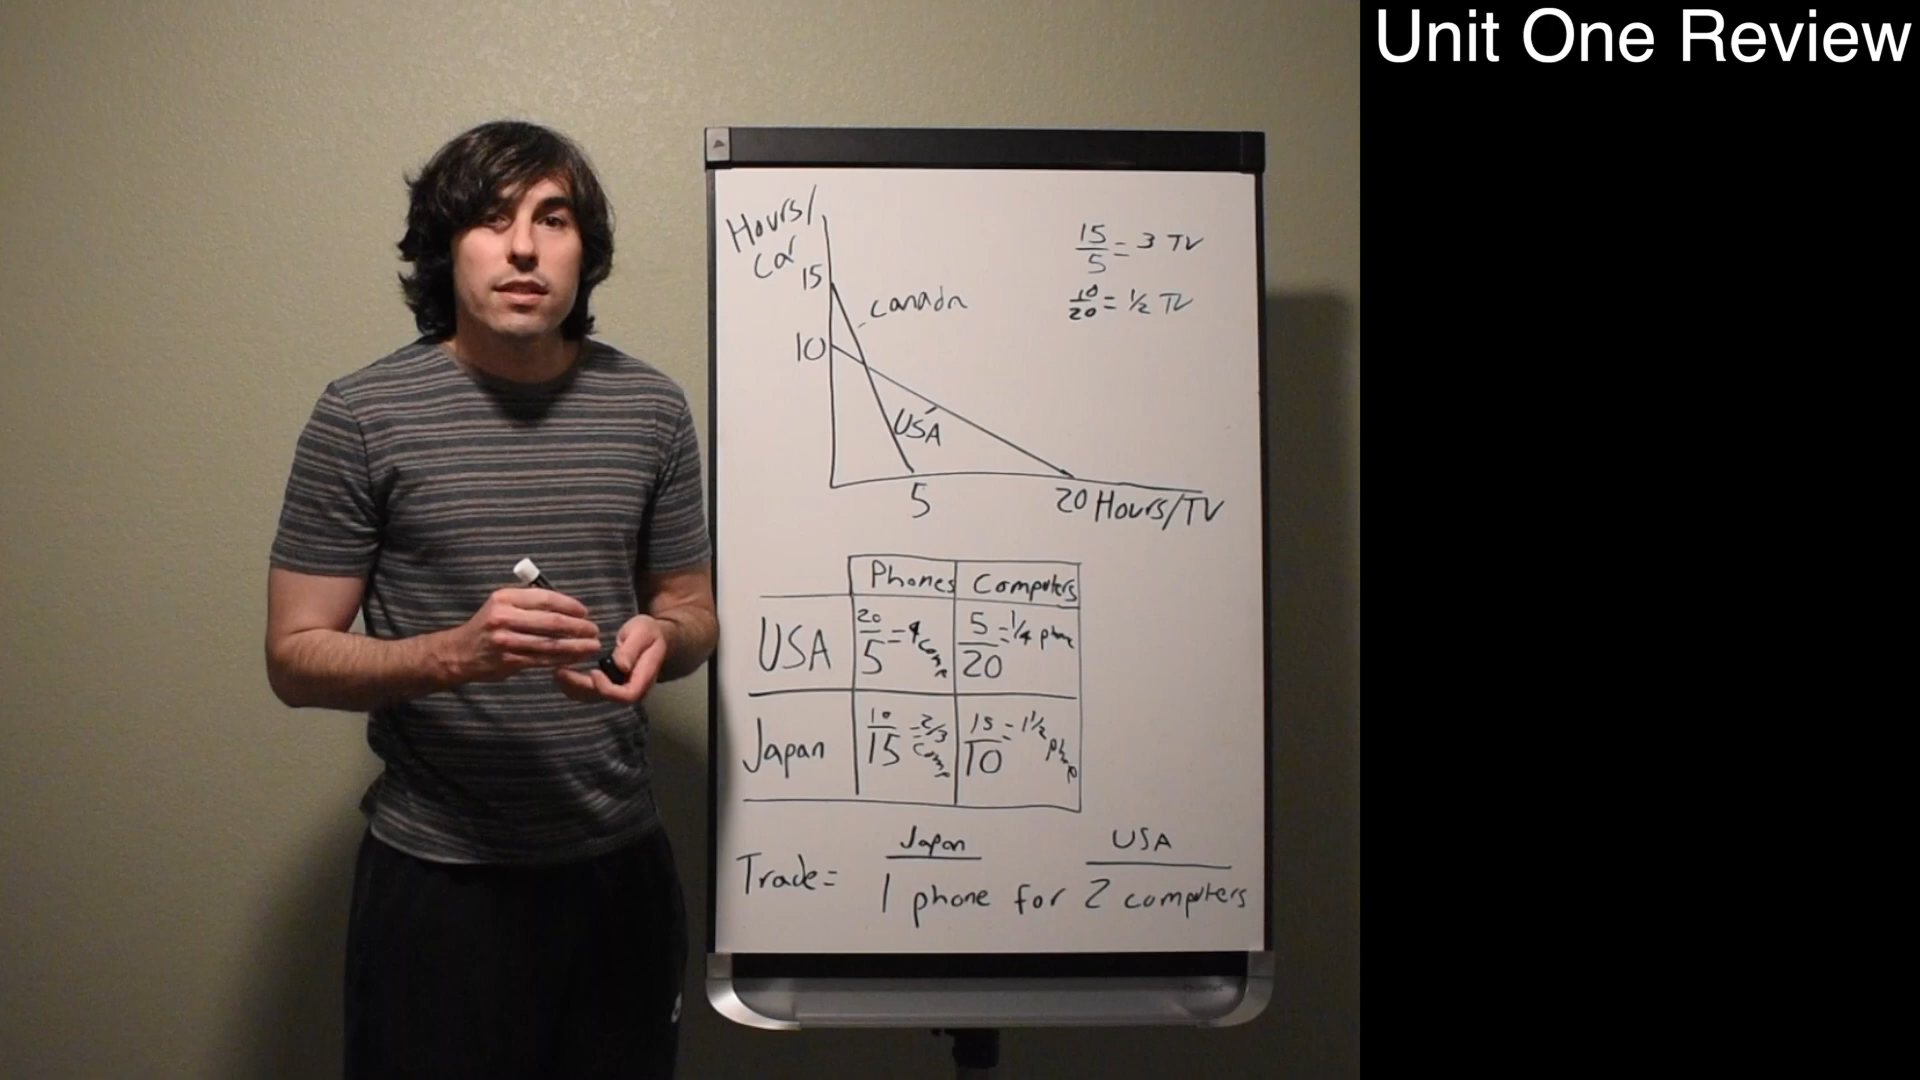 Unit One Review
Hours/
Car
15
10
Canada
USA
5
20 Hours/TV
15/5 = 3 TV
10/20 = 1/2 TV
Phones Computers
USA 20/5 = 4 comp 5/20 = 1/4 phone
Japan 10/15 = 2/3 comp 15/10 = 1 1/2 phone
Japan USA
Trade = 1 phone for 2 computers